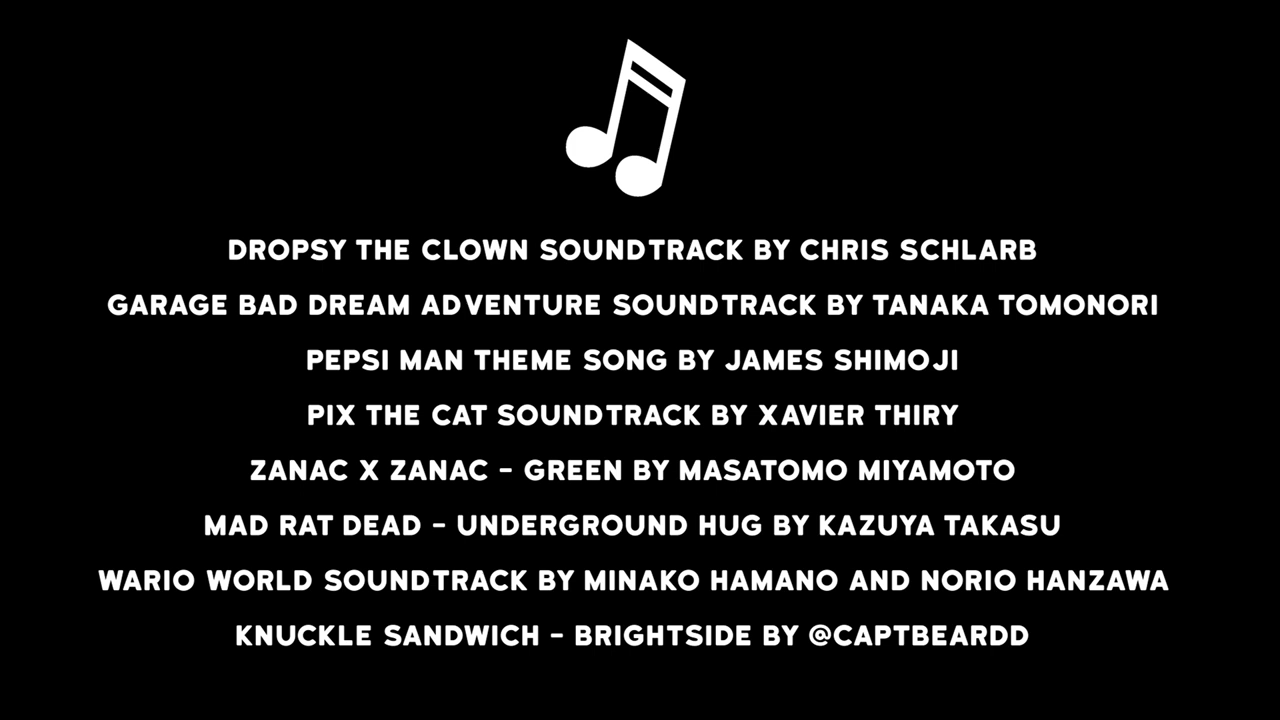 DROPSY THE CLOWN SOUNDTRACK BY CHRIS SCHLARB
GARAGE BAD DREAM ADVENTURE SOUNDTRACK BY TANAKA TOMONORI
PEPSI MAN THEME SONG BY JAMES SHIMOJI
PIX THE CAT SOUNDTRACK BY XAVIER THIRY
ZANAC X ZANAC - GREEN BY MASATOMO MIYAMOTO
MAD RAT DEAD - UNDERGROUND HUG BY KAZUYA TAKASU
WARIO WORLD SOUNDTRACK BY MINAKO HAMANO AND NORIO HANZAWA
KNUCKLE SANDWICH - BRIGHTSIDE BY @CAPTBEARDD